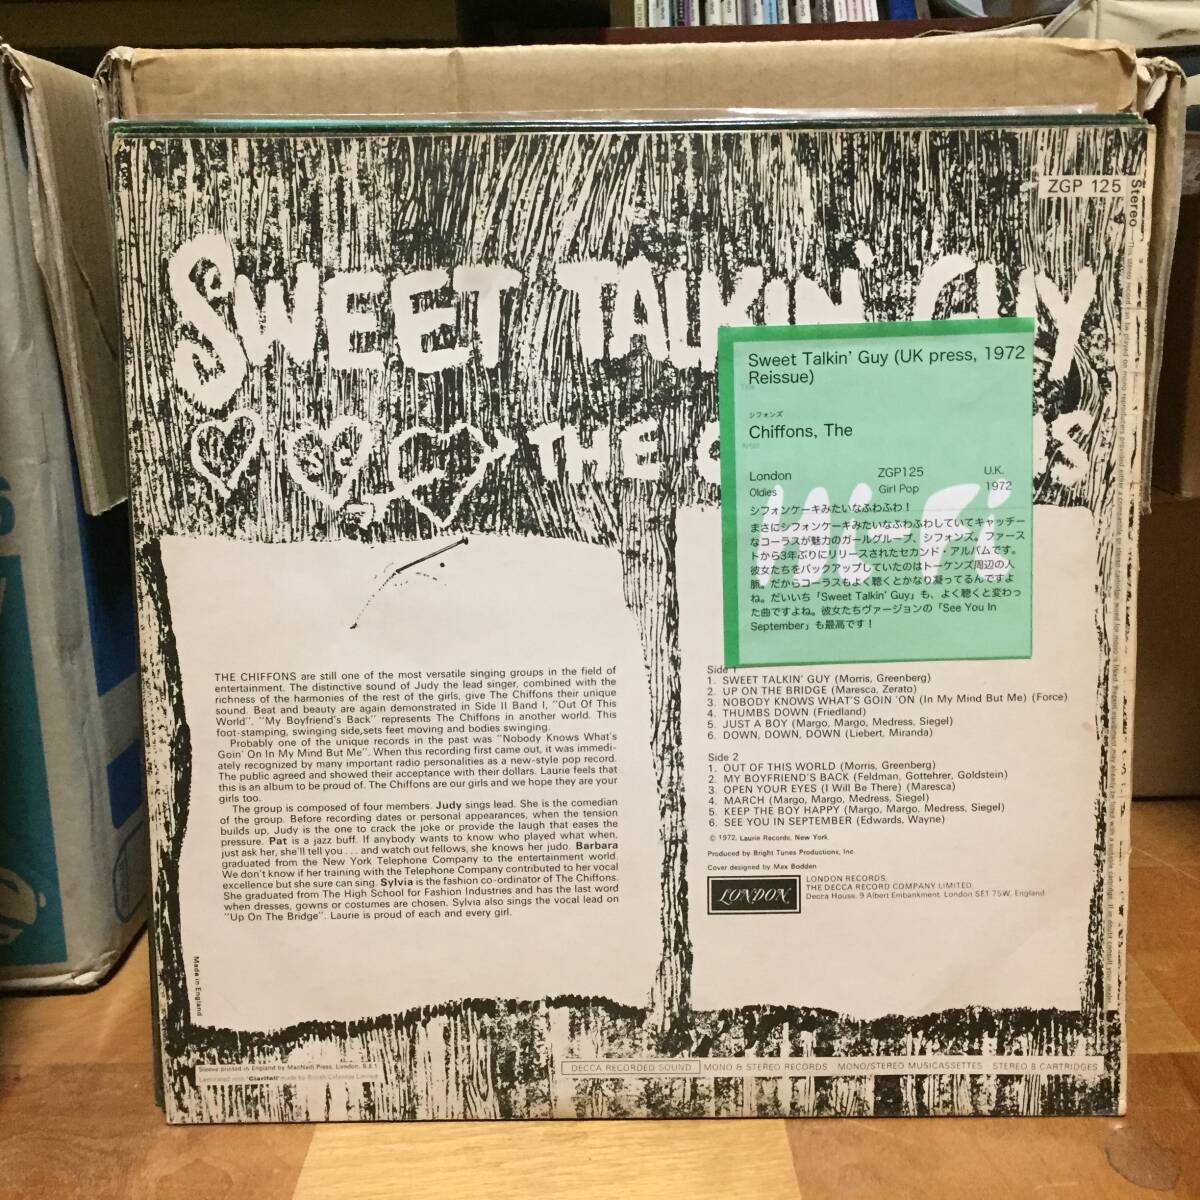 ZGP 125
Stereo
SWEET TALKIN' GUY
THE C
S
Sweet Talkin' Guy (UK press, 1972
Reissue)
シフォンズ
Chiffons, The
London ZGP125 U.K.
Oldies Girl Pop 1972
シフォンケーキみたいなふわふわ！
まさにシフォンケーキみたいなふわふわしていてキャッチー
なコーラスが魅力のガールグループ、シフォンズ。ファース
トから3年ぶりにリリースされたセカンド・アルバムです。
彼女たちをバックアップしていたのはトーケンズ周辺の人
脈。だからコーラスもよく聴くとかなり凝ってるんですよ
ね。だいいち「Sweet Talkin' Guy」も、よく聴くと変わっ
た曲ですよね。彼女たちヴァージョンの「See You In
September」も最高です！
THE CHIFFONS are still one of the most versatile singing groups in the field of
entertainment. The distinctive sound of Judy the lead singer, combined with the
richness of the harmonies of the rest of the girls, give The Chiffons their unique
sound. Beat and beauty are again demonstrated in Side II Band I, "Out Of This
World". "My Boyfriend's Back" represents The Chiffons in another world. This
foot-stamping, swinging side,sets feet moving and bodies swinging.
Probably one of the unique records in the past was "Nobody Knows What's
Goin' On In My Mind But Me". When this recording first came out, it was immedi-
ately recognized by many important radio personalities as a new-style pop record.
The public agreed and showed their acceptance with their dollars. Laurie feels that
this is an album to be proud of. The Chiffons are our girls and we hope they are your
girls too.
The group is composed of four members. Judy sings lead. She is the comedian
of the group. Before recording dates or personal appearances, when the tension
builds up, Judy is the one to crack the joke or provide the laugh that eases the
pressure. Pat is a jazz buff. If anybody wants to know who played what when,
just ask her, she'll tell you . . . and watch out fellows, she knows her judo. Barbara
graduated from the New York Telephone Company to the entertainment world.
We don't know if her training with the Telephone Company contributed to her vocal
excellence but she sure can sing. Sylvia is the fashion co-ordinator of The Chiffons.
She graduated from The High School for Fashion Industries and has the last word
when dresses, gowns or costumes are chosen. Sylvia also sings the vocal lead on
"Up On The Bridge". Laurie is proud of each and every girl.
Side 1
1. SWEET TALKIN' GUY (Morris, Greenberg)
2. UP ON THE BRIDGE (Maresca, Zerato)
3. NOBODY KNOWS WHAT'S GOIN 'ON (In My Mind But Me) (Force)
4. THUMBS DOWN (Friedland)
5. JUST A BOY (Margo, Margo, Medress, Siegel)
6. DOWN, DOWN, DOWN (Liebert, Miranda)
Side 2
1. OUT OF THIS WORLD (Morris, Greenberg)
2. MY BOYFRIEND'S BACK (Feldman, Gottehrer, Goldstein)
3. OPEN YOUR EYES (I Will Be There) (Maresca)
4. MARCH (Margo, Margo, Medress, Siegel)
5. KEEP THE BOY HAPPY (Margo, Margo, Medress, Siegel)
6. SEE YOU IN SEPTEMBER (Edwards, Wayne)
© 1972, Laurie Records, New York
Produced by Bright Tunes Productions, Inc.
Cover designed by Max Bodden
LONDON
LONDON RECORDS,
THE DECCA RECORD COMPANY LIMITED
Decca House, 9 Albert Embankment, London SE1 7SW, England
Made in England
Sleeve printed in England by MacNeill Press, London, S.E.1
Laminated with 'Clarifoil' made by British Celanese Limited
DECCA RECORDED SOUND MONO & STEREO RECORDS · MONO/STEREO MUSICASSETTES · STEREO 8 CARTRIDGES